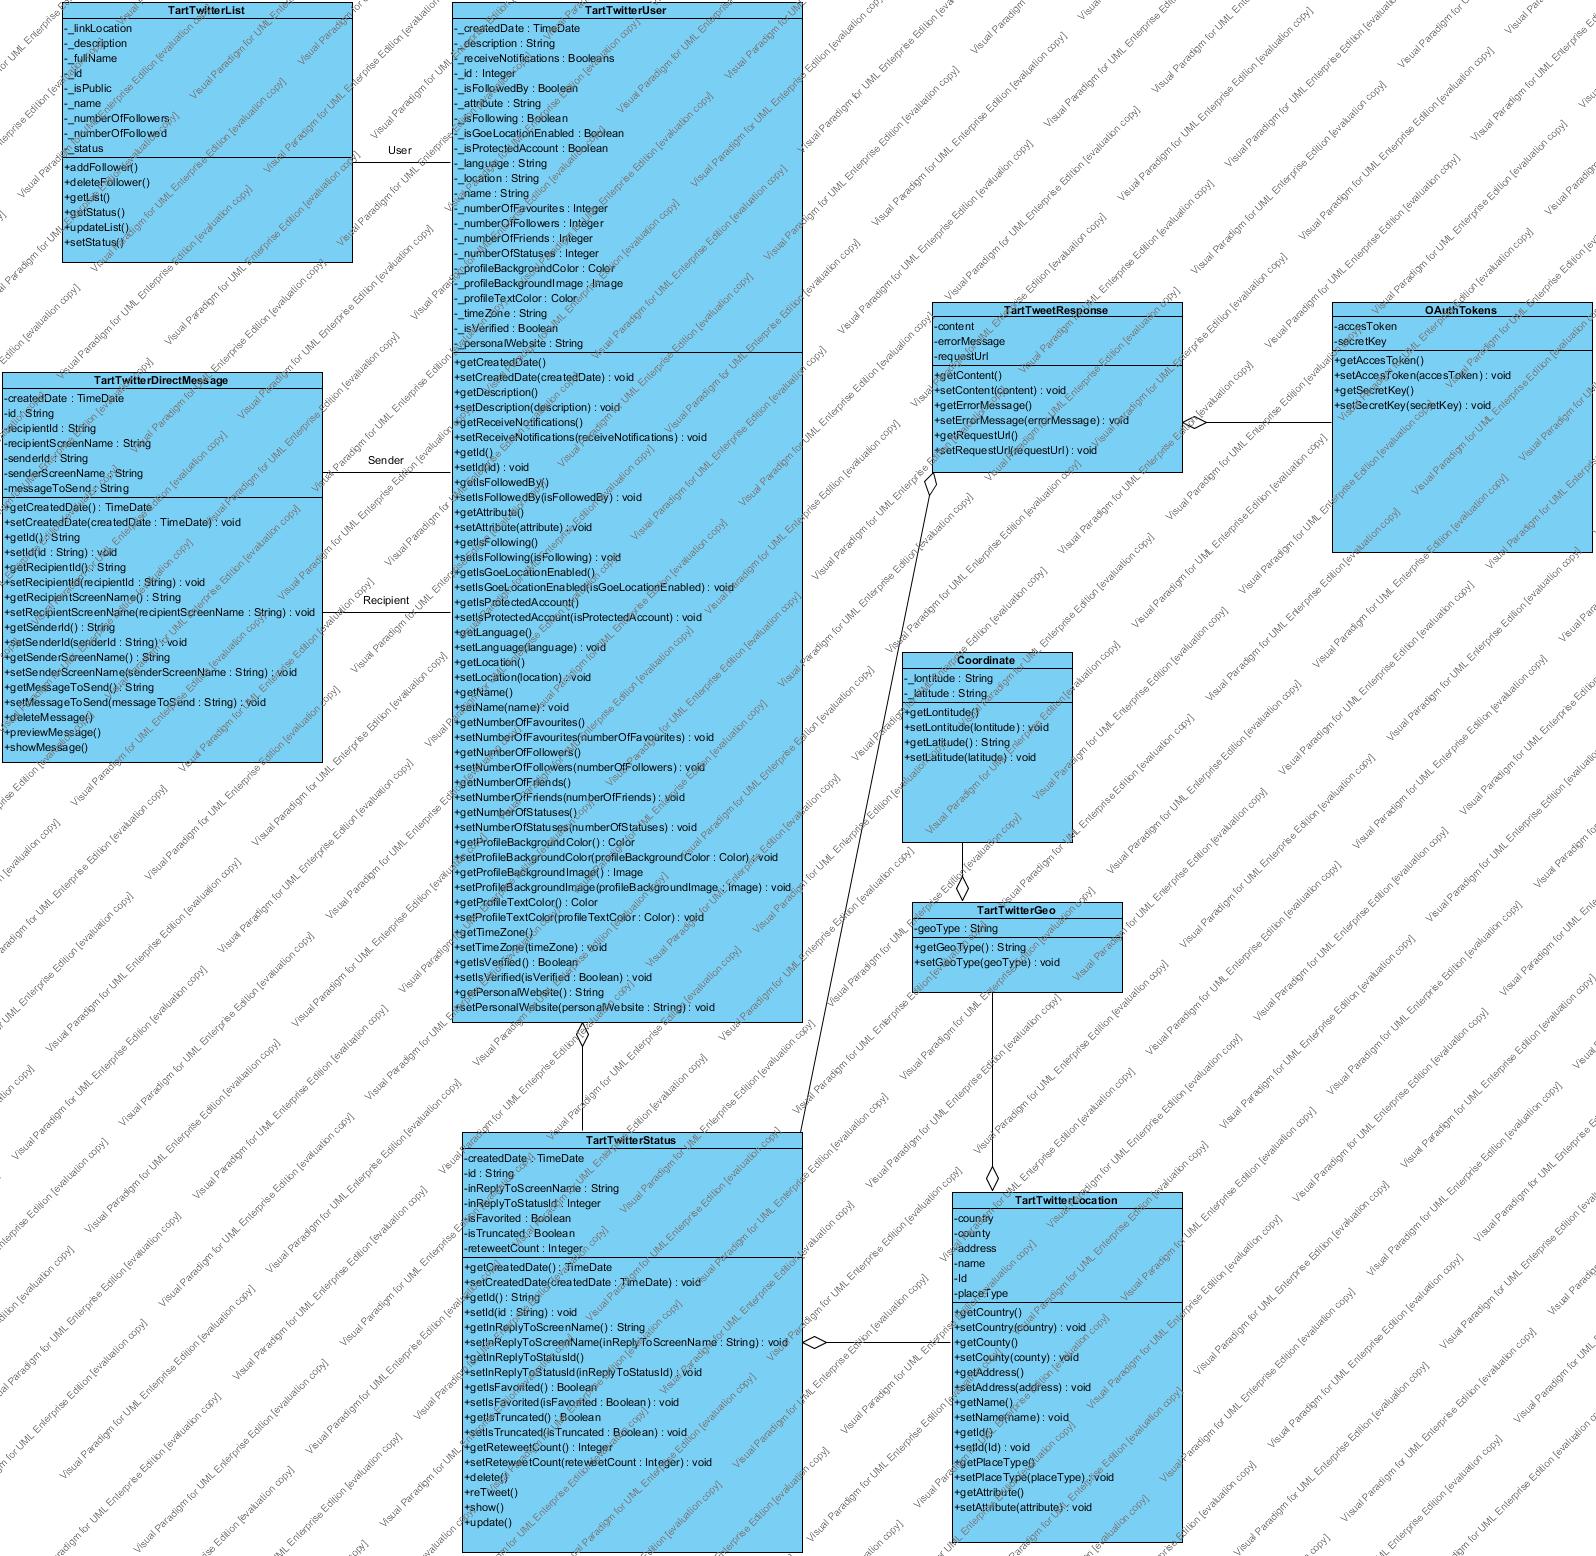 TartTwitterList
-_linkLocation
-_description
-_fullName
-_id
-_isPublic
-_name
-_numberOfFollowers
-_numberOfFollowed
-_status
+addFollower()
+deleteFollower()
+getList()
+getStatus()
+updateList()
+setStatus()
User
TartTwitterUser
-_createdDate : TimeDate
-_description : String
-_receiveNotifications : Booleans
-_id : Integer
-_isFollowedBy : Boolean
-_attribute : String
-_isFollowing : Boolean
-_isGoeLocationEnabled : Boolean
-_isProtectedAccount : Boolean
-_language : String
-_location : String
-_name : String
-_numberOfFavourites : Integer
-_numberOfFollowers : Integer
-_numberOfFriends : Integer
-_numberOfStatuses : Integer
-_profileBackgroundColor : Color
-_profileBackgroundImage : Image
-_profileTextColor : Color
-_timeZone : String
-_isVerified : Boolean
-_personalWebsite : String
+getCreatedDate()
+setCreatedDate(createdDate) : void
+getDescription()
+setDescription(description) : void
+getReceiveNotifications()
+setReceiveNotifications(receiveNotifications) : void
+getId()
+setId(id) : void
+getIsFollowedBy()
+setIsFollowedBy(isFollowedBy) : void
+getAttribute()
+setAttribute(attribute) : void
+getIsFollowing()
+setIsFollowing(isFollowing) : void
+getIsGoeLocationEnabled()
+setIsGoeLocationEnabled(isGoeLocationEnabled) : void
+getIsProtectedAccount()
+setIsProtectedAccount(isProtectedAccount) : void
+getLanguage()
+setLanguage(language) : void
+getLocation()
+setLocation(location) : void
+getName()
+setName(name) : void
+getNumberOfFavourites()
+setNumberOfFavourites(numberOfFavourites) : void
+getNumberOfFollowers()
+setNumberOfFollowers(numberOfFollowers) : void
+getNumberOfFriends()
+setNumberOfFriends(numberOfFriends) : void
+getNumberOfStatuses()
+setNumberOfStatuses(numberOfStatuses) : void
+getProfileBackgroundColor() : Color
+setProfileBackgroundColor(profileBackgroundColor : Color) : void
+getProfileBackgroundImage() : Image
+setProfileBackgroundImage(profileBackgroundImage : Image) : void
+getProfileTextColor() : Color
+setProfileTextColor(profileTextColor : Color) : void
+getTimeZone()
+setTimeZone(timeZone) : void
+getIsVerified() : Boolean
+setIsVerified(isVerified : Boolean) : void
+getPersonalWebsite() : String
+setPersonalWebsite(personalWebsite : String) : void
TartTwitterDirectMessage
-createdDate : TimeDate
-id : String
-recipientId : String
-recipientScreenName : String
-senderId : String
-senderScreenName : String
-messageToSend : String
+getCreatedDate() : TimeDate
+setCreatedDate(createdDate : TimeDate) : void
+getId() : String
+setId(id : String) : void
+getRecipientId() : String
+setRecipientId(recipientId : String) : void
+getRecipientScreenName() : String
+setRecipientScreenName(recipientScreenName : String) : void
+getSenderId() : String
+setSenderId(senderId : String) : void
+getSenderScreenName() : String
+setSenderScreenName(senderScreenName : String) : void
+getMessageToSend() : String
+setMessageToSend(messageToSend : String) : void
+deleteMessage()
+previewMessage()
+showMessage()
Sender
Recipient
TartTweetResponse
-content
-errorMessage
-requestUrl
+getContent()
+setContent(content) : void
+getErrorMessage()
+setErrorMessage(errorMessage) : void
+getRequestUrl()
+setRequestUrl(requestUrl) : void
OAuthTokens
-accesToken
-secretKey
+getAccesToken()
+setAccesToken(accesToken) : void
+getSecretKey()
+setSecretKey(secretKey) : void
Coordinate
-_lontitude : String
-_latitude : String
+getLontitude()
+setLontitude(lontitude) : void
+getLatitude() : String
+setLatitude(latitude) : void
TartTwitterGeo
-geoType : String
+getGeoType() : String
+setGeoType(geoType) : void
TartTwitterStatus
-createdDate : TimeDate
-id : String
-inReplyToScreenName : String
-inReplyToStatusId : Integer
-isFavorited : Boolean
-isTruncated : Boolean
-reteweetCount : Integer
+getCreatedDate() : TimeDate
+setCreatedDate(createdDate : TimeDate) : void
+getId() : String
+setId(id : String) : void
+getInReplyToScreenName() : String
+setInReplyToScreenName(inReplyToScreenName : String) : void
+getInReplyToStatusId()
+setInReplyToStatusId(inReplyToStatusId) : void
+getIsFavorited() : Boolean
+setIsFavorited(isFavorited : Boolean) : void
+getIsTruncated() : Boolean
+setIsTruncated(isTruncated : Boolean) : void
+getReteweetCount() : Integer
+setReteweetCount(reteweetCount : Integer) : void
+delete()
+reTweet()
+show()
+update()
TartTwitterLocation
-country
-county
-address
-name
-Id
-placeType
+getCountry()
+setCountry(country) : void
+getCounty()
+setCounty(county) : void
+getAddress()
+setAddress(address) : void
+getName()
+setName(name) : void
+getId()
+setId(Id) : void
+getPlaceType()
+setPlaceType(placeType) : void
+getAttribute()
+setAttribute(attribute) : void
Visual Paradigm for UML Enterprise Edition [evaluation copy]